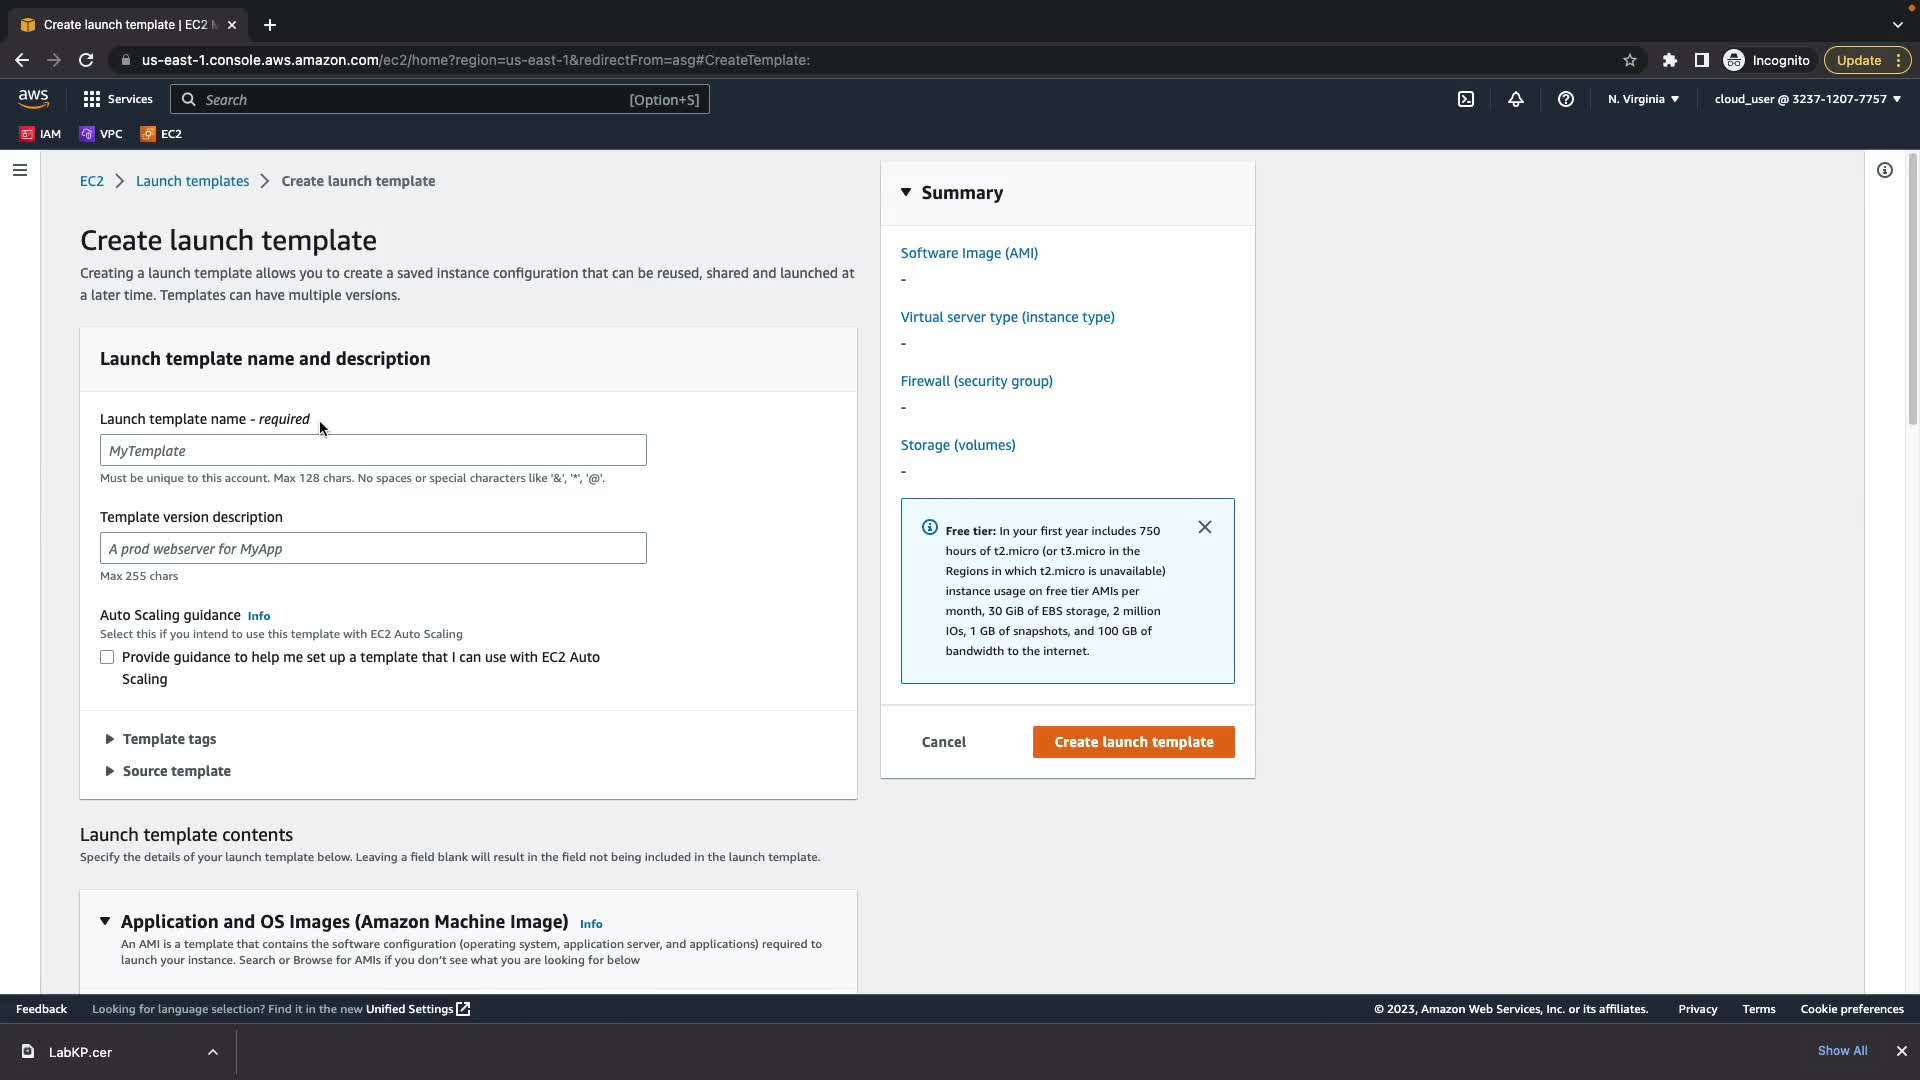 Create launch template | EC2 M
us-east-1.console.aws.amazon.com/ec2/home?region=us-east-1&redirectFrom=asg#CreateTemplate:
Incognito
Update
aws
Services
Search
[Option+S]
N. Virginia
cloud_user @ 3237-1207-7757
IAM
VPC
EC2
EC2
Launch templates
Create launch template
Create launch template
Creating a launch template allows you to create a saved instance configuration that can be reused, shared and launched at
a later time. Templates can have multiple versions.
Launch template name and description
Launch template name - required
MyTemplate
Must be unique to this account. Max 128 chars. No spaces or special characters like '&', '*', '@'.
Template version description
A prod webserver for MyApp
Max 255 chars
Auto Scaling guidance Info
Select this if you intend to use this template with EC2 Auto Scaling
Provide guidance to help me set up a template that I can use with EC2 Auto
Scaling
Template tags
Source template
Launch template contents
Specify the details of your launch template below. Leaving a field blank will result in the field not being included in the launch template.
Application and OS Images (Amazon Machine Image) Info
An AMI is a template that contains the software configuration (operating system, application server, and applications) required to
launch your instance. Search or Browse for AMIs if you don't see what you are looking for below
Summary
Software Image (AMI)
-
Virtual server type (instance type)
-
Firewall (security group)
-
Storage (volumes)
-
Free tier: In your first year includes 750
hours of t2.micro (or t3.micro in the
Regions in which t2.micro is unavailable)
instance usage on free tier AMIs per
month, 30 GiB of EBS storage, 2 million
IOs, 1 GB of snapshots, and 100 GB of
bandwidth to the internet.
Cancel
Create launch template
Feedback
Looking for language selection? Find it in the new Unified Settings
© 2023, Amazon Web Services, Inc. or its affiliates.
Privacy
Terms
Cookie preferences
LabKP.cer
Show All